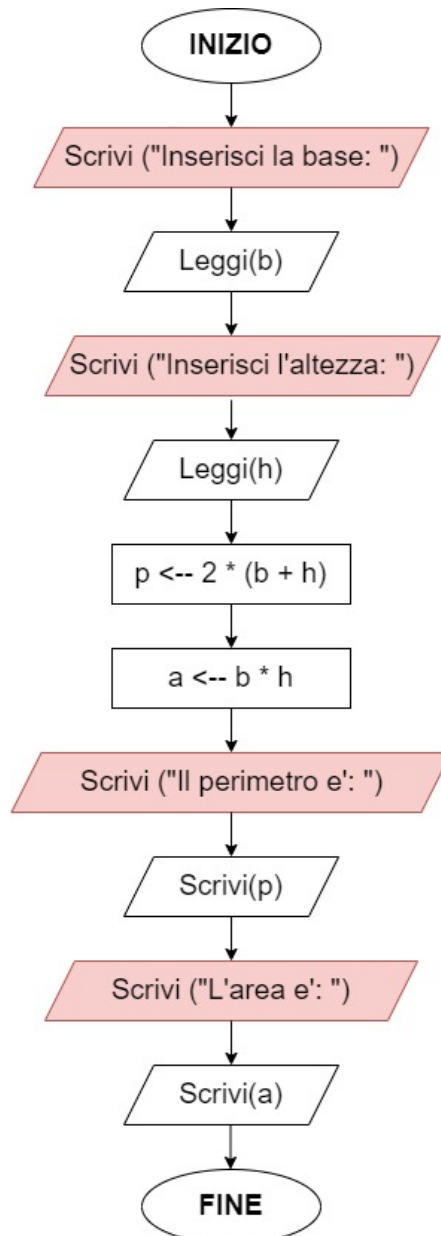 INIZIO
Scrivi ("Inserisci la base: ")
Leggi(b)
Scrivi ("Inserisci l'altezza: ")
Leggi(h)
p <-- 2 * (b + h)
a <-- b * h
Scrivi ("Il perimetro e': ")
Scrivi(p)
Scrivi ("L'area e': ")
Scrivi(a)
FINE